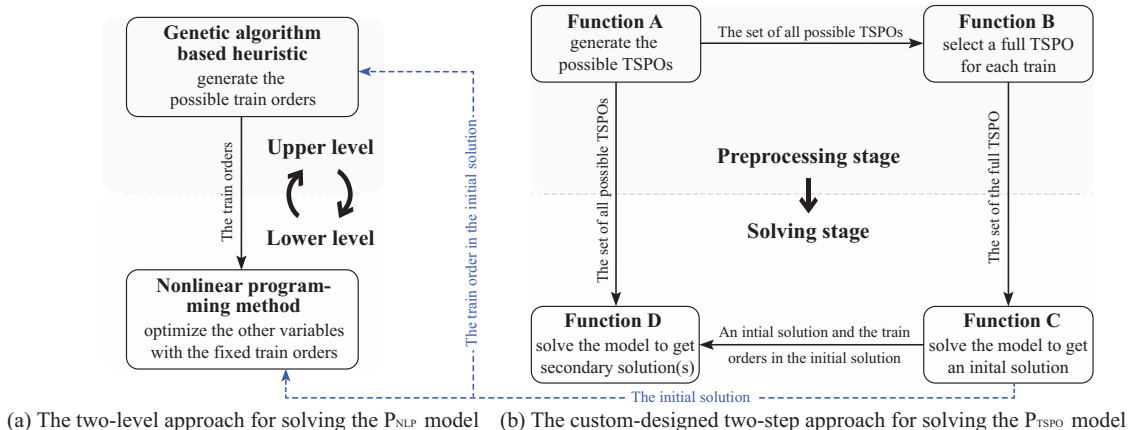 Genetic algorithm
based heuristic
generate the
possible train orders
The train orders
Upper level
Lower level
Nonlinear program-
ming method
optimize the other variables
with the fixed train orders
The train order in the initial solution
The initial solution
(a) The two-level approach for solving the PNLP model
Function A
generate the
possible TSPOs
The set of all possible TSPOs
Function B
select a full TSPO
for each train
The set of all possible TSPOs
The set of the full TSPO
Preprocessing stage
Solving stage
Function D
solve the model to get
secondary solution(s)
An intial solution and the train
orders in the initial solution
Function C
solve the model to get
an inital solution
(b) The custom-designed two-step approach for solving the PTSPO model